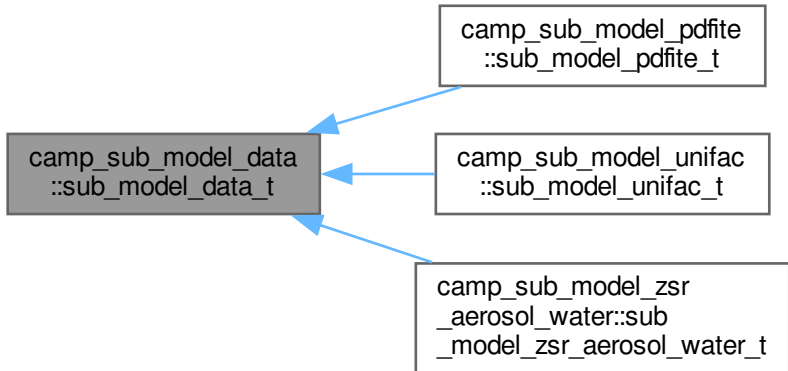 camp_sub_model_pdfite
::sub_model_pdfite_t
camp_sub_model_data
::sub_model_data_t
camp_sub_model_unifac
::sub_model_unifac_t
camp_sub_model_zsr
_aerosol_water::sub
_model_zsr_aerosol_water_t